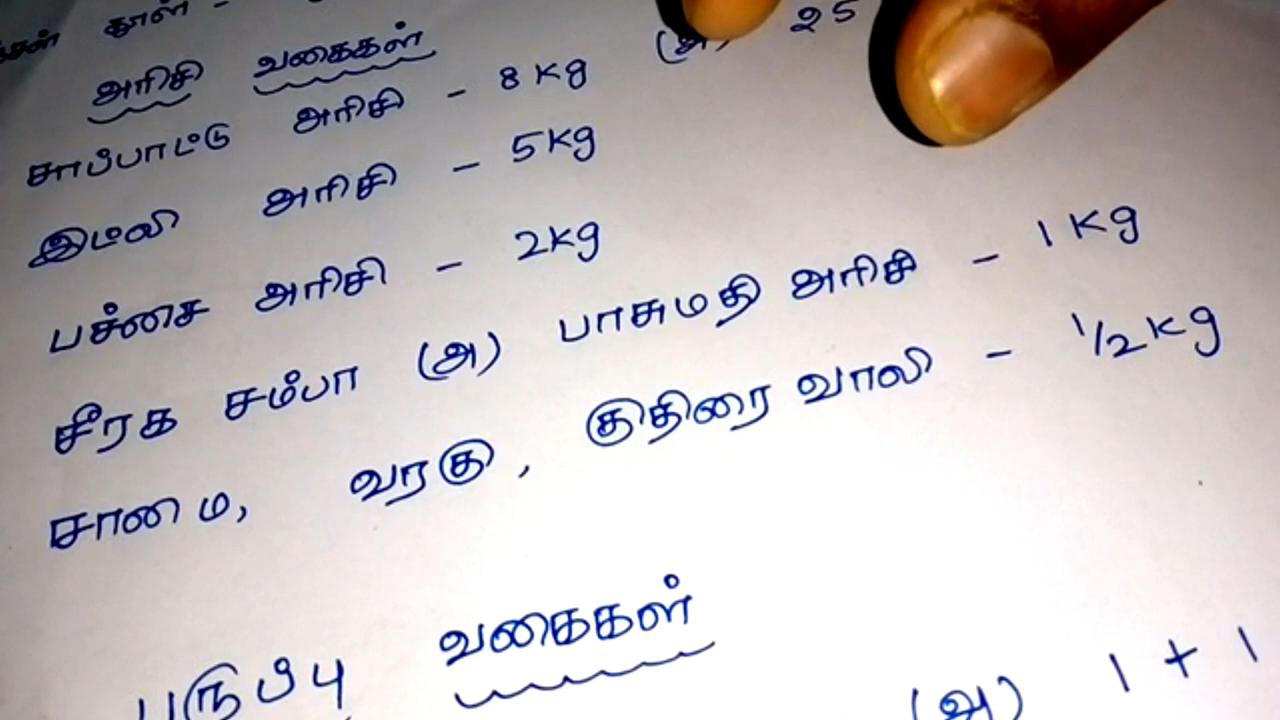 தூள் -
அரிசி வகைகள்
சாப்பாட்டு அரிசி - 8 kg (அ) 25
இட்லி அரிசி - 5 kg
பச்சை அரிசி - 2 kg
சீரக சம்பா (அ) பாசுமதி அரிசி - 1 kg
சாமை, வரகு, குதிரை வாலி - 1/2 kg
பருப்பு வகைகள்
(அ) 1 + 1